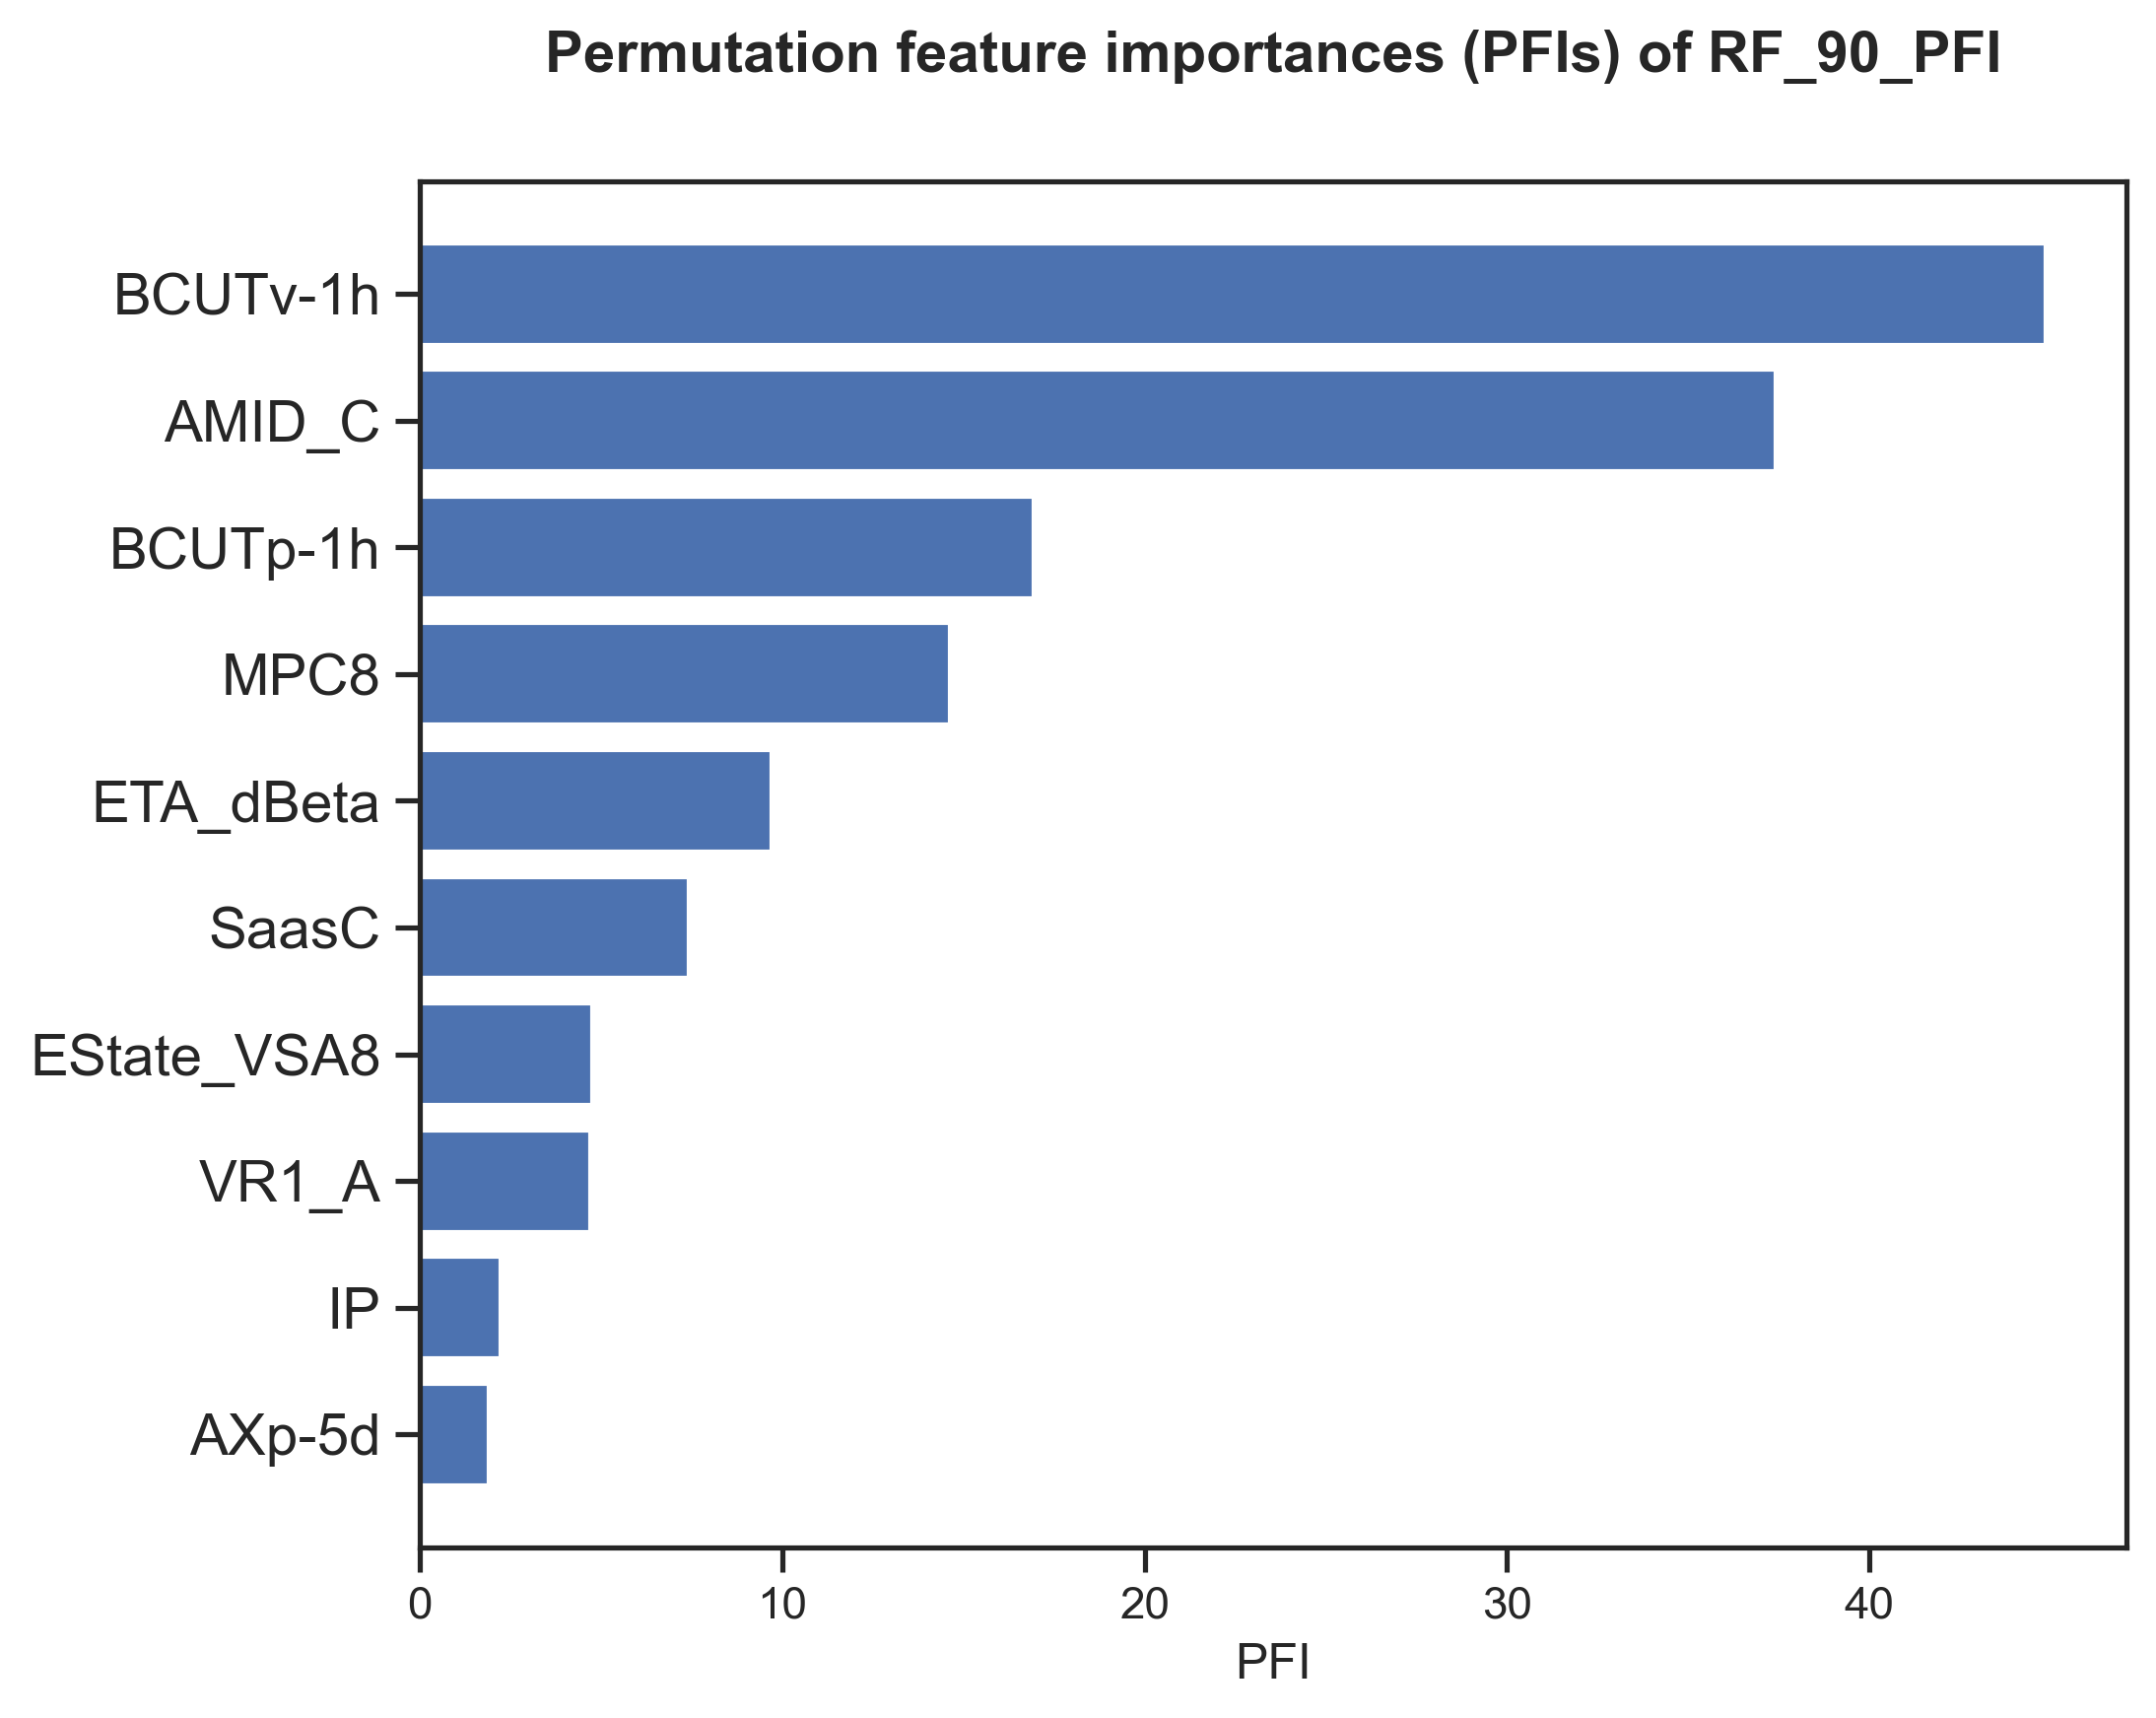 Permutation feature importances (PFIs) of RF_90_PFI
BCUTv-1h
AMID_C
BCUTp-1h
MPC8
ETA_dBeta
SaasC
EState_VSA8
VR1_A
IP
AXp-5d
0 10 20 30 40
PFI